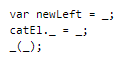 var newLeft = _;
catEl._ = _;
_(_);